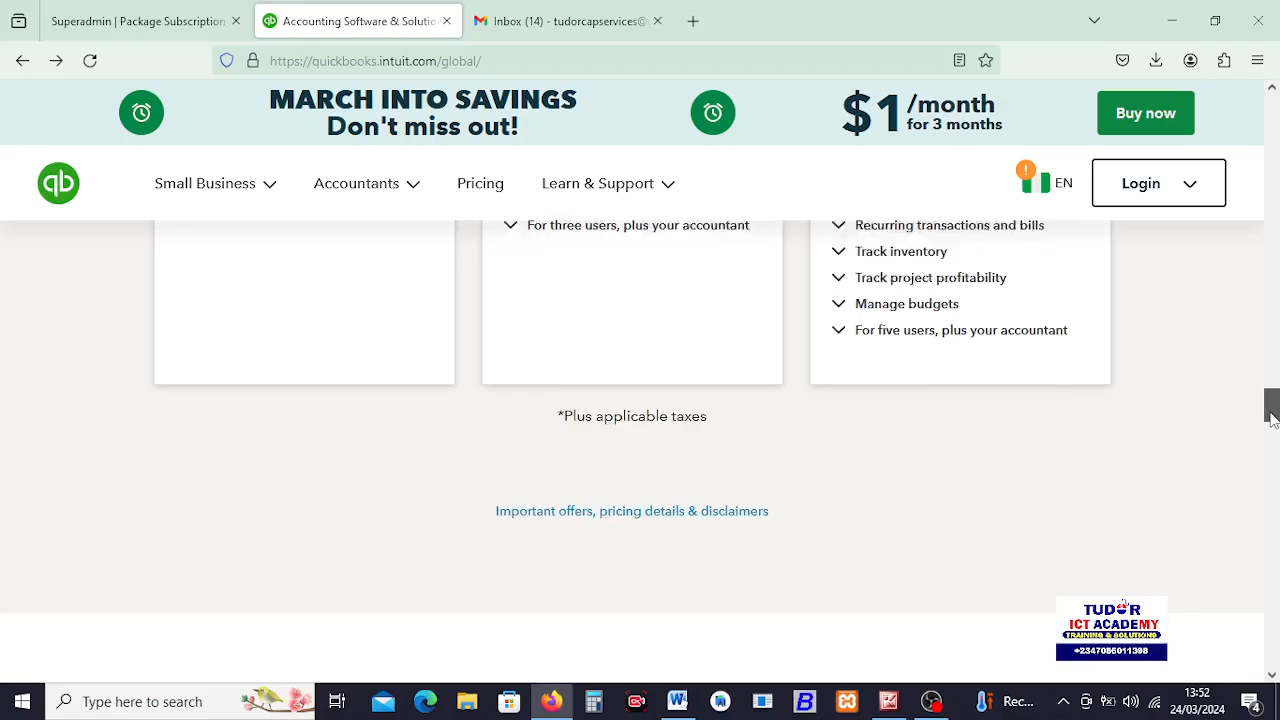 Superadmin | Package Subscription
Accounting Software & Solutio
Inbox (14) - tudorcapservices@
https://quickbooks.intuit.com/global/
MARCH INTO SAVINGS
Don't miss out!
$1 /month
for 3 months
Buy now
qb
Small Business
Accountants
Pricing
Learn & Support
EN
Login
For three users, plus your accountant
Recurring transactions and bills
Track inventory
Track project profitability
Manage budgets
For five users, plus your accountant
*Plus applicable taxes
Important offers, pricing details & disclaimers
TUDOR
ICT ACADEMY
TRAINING & SOLUTIONS
+2347086011398
Type here to search
Rec...
13:52
24/03/2024
4